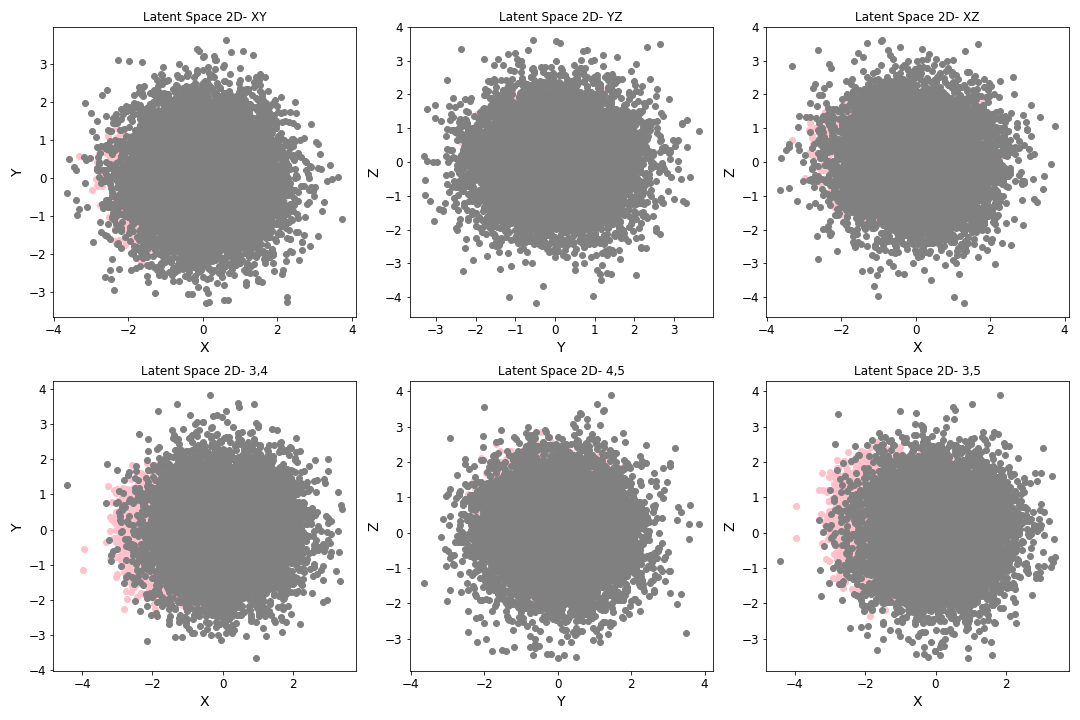 Latent Space 2D- XY
Y
3
2
1
0
−1
−2
−3
−4 −2 0 2 4
X
Latent Space 2D- YZ
Z
4
3
2
1
0
−1
−2
−3
−4
−3 −2 −1 0 1 2 3
Y
Latent Space 2D- XZ
Z
4
3
2
1
0
−1
−2
−3
−4
−4 −2 0 2 4
X
Latent Space 2D- 3,4
Y
4
3
2
1
0
−1
−2
−3
−4
−4 −2 0 2
X
Latent Space 2D- 4,5
Z
4
3
2
1
0
−1
−2
−3
−4 −2 0 2 4
Y
Latent Space 2D- 3,5
Z
4
3
2
1
0
−1
−2
−3
−4 −2 0 2
X